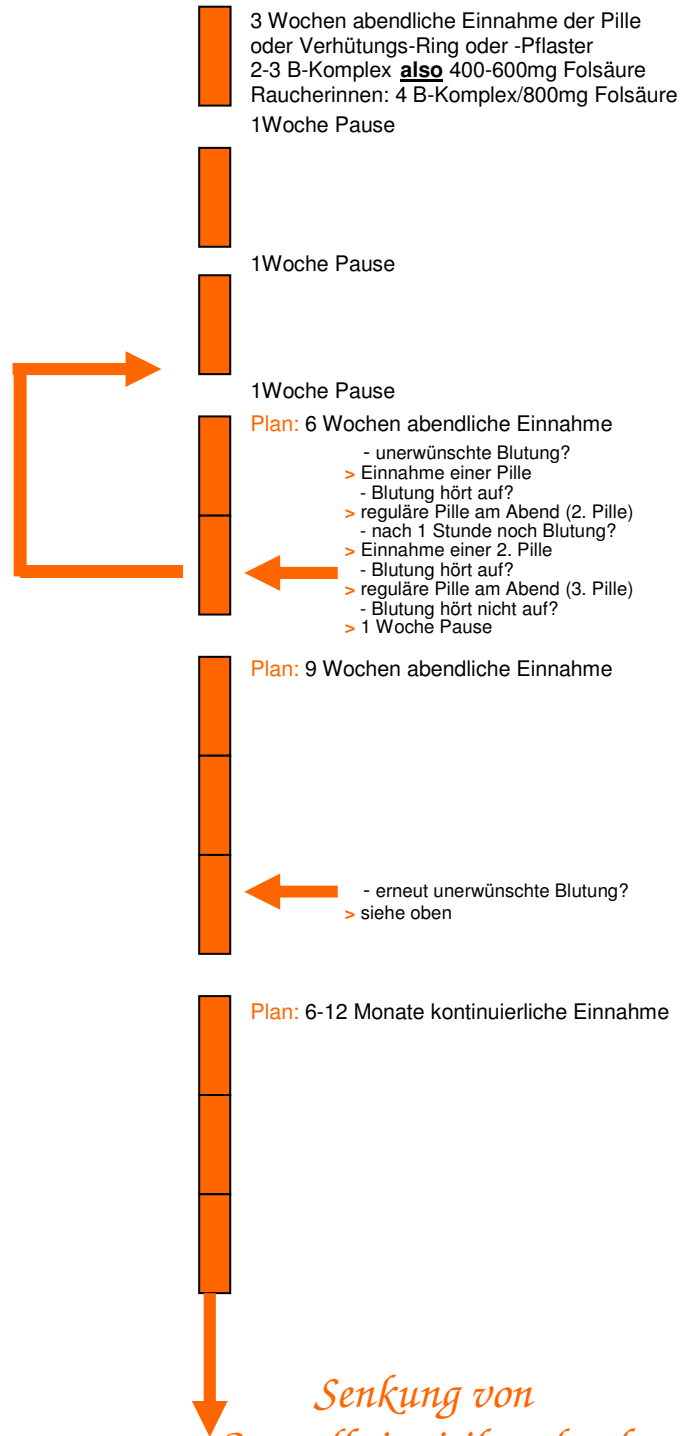 3 Wochen abendliche Einnahme der Pille
oder Verhütungs-Ring oder -Pflaster
2-3 B-Komplex also 400-600mg Folsäure
Raucherinnen: 4 B-Komplex/800mg Folsäure
1Woche Pause
1Woche Pause
1Woche Pause
Plan: 6 Wochen abendliche Einnahme
- unerwünschte Blutung?
> Einnahme einer Pille
- Blutung hört auf?
> reguläre Pille am Abend (2. Pille)
- nach 1 Stunde noch Blutung?
> Einnahme einer 2. Pille
- Blutung hört auf?
> reguläre Pille am Abend (3. Pille)
- Blutung hört nicht auf?
> 1 Woche Pause
Plan: 9 Wochen abendliche Einnahme
- erneut unerwünschte Blutung?
> siehe oben
Plan: 6-12 Monate kontinuierliche Einnahme
Senkung von